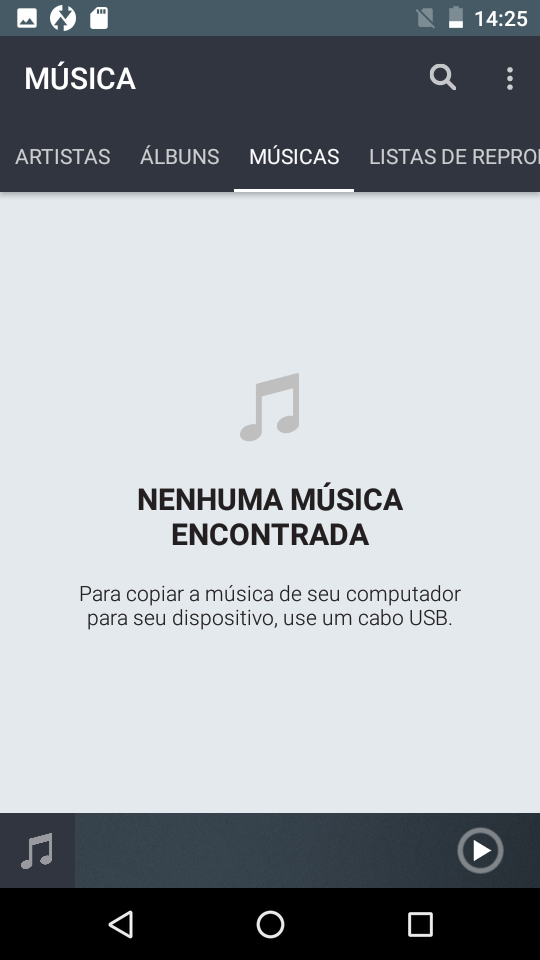 14:25
MÚSICA
ARTISTAS ÁLBUNS MÚSICAS LISTAS DE REPRO
NENHUMA MÚSICA
ENCONTRADA
Para copiar a música de seu computador
para seu dispositivo, use um cabo USB.